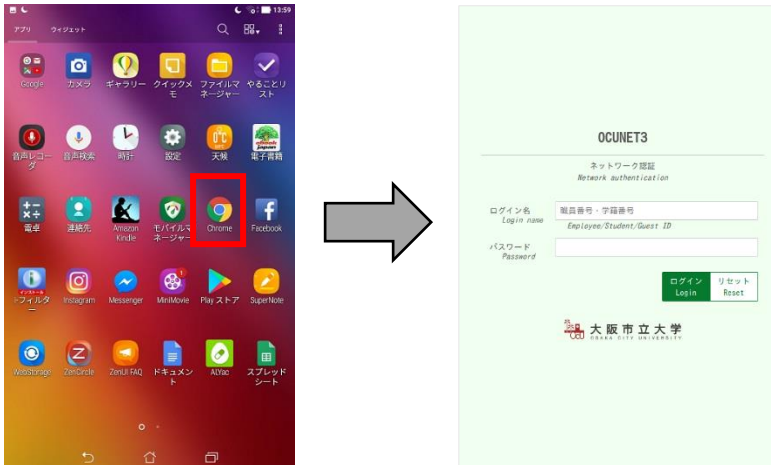 13:59
アプリ ウィジェット
Google カメラ ギャラリー クイックメモ ファイルマネージャー やることリスト
音声レコーダ 音声検索 時計 設定 天候 電子書籍
電卓 連絡先 Amazon Kindle モバイルマネージャー Chrome Facebook
i-フィルター Instagram Messenger MiniMovie Play ストア SuperNote
WebStorage ZenCircle ZenUI FAQ ドキュメント ALYac スプレッドシート
OCUNET3
ネットワーク認証
Network authentication
ログイン名 職員番号・学籍番号
Login name Employee/Student/Guest ID
パスワード
Password
ログイン リセット
Login Reset
大阪市立大学
OSAKA CITY UNIVERSITY